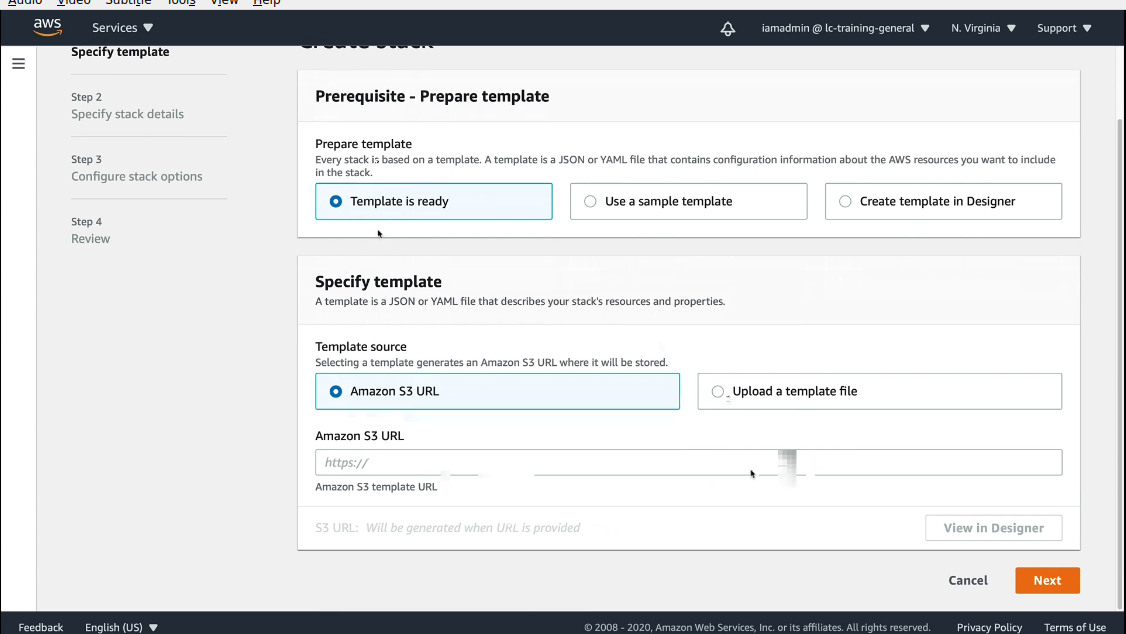 Audio Video Subtitle Tools View Help
aws Services iamadmin @ lc-training-general N. Virginia Support
Create stack
Specify template
Step 2
Specify stack details
Step 3
Configure stack options
Step 4
Review
Prerequisite - Prepare template
Prepare template
Every stack is based on a template. A template is a JSON or YAML file that contains configuration information about the AWS resources you want to include
in the stack.
Template is ready Use a sample template Create template in Designer
Specify template
A template is a JSON or YAML file that describes your stack's resources and properties.
Template source
Selecting a template generates an Amazon S3 URL where it will be stored.
Amazon S3 URL Upload a template file
Amazon S3 URL
https://
Amazon S3 template URL
S3 URL: Will be generated when URL is provided View in Designer
Cancel Next
Feedback English (US) © 2008 - 2020, Amazon Web Services, Inc. or its affiliates. All rights reserved. Privacy Policy Terms of Use